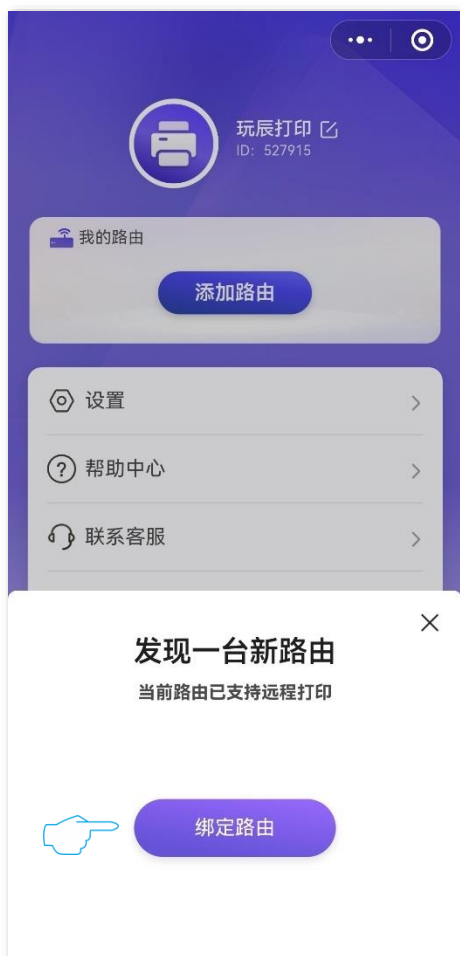 玩辰打印
ID: 527915
我的路由
添加路由
设置
帮助中心
联系客服
发现一台新路由
当前路由已支持远程打印
绑定路由